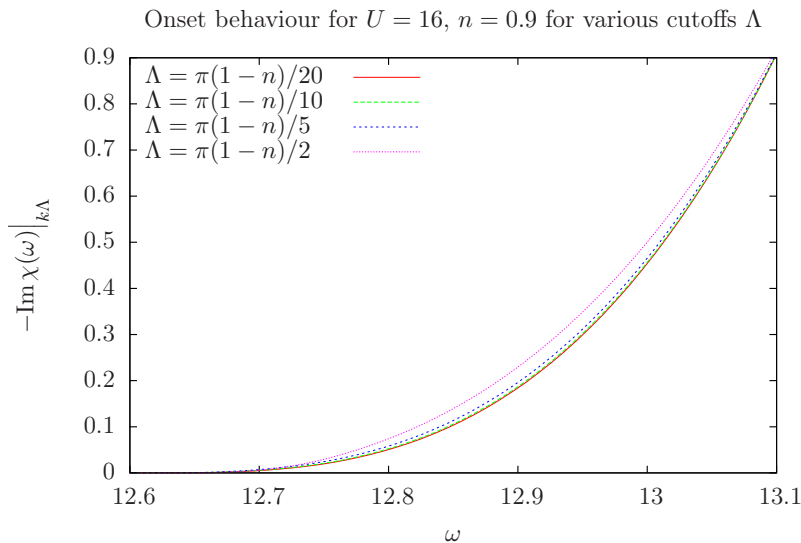 Onset behaviour for U = 16, n = 0.9 for various cutoffs Λ
Λ = π(1 − n)/20
Λ = π(1 − n)/10
Λ = π(1 − n)/5
Λ = π(1 − n)/2
0.9
0.8
0.7
0.6
0.5
0.4
0.3
0.2
0.1
0
−Im χ(ω)|kΛ
12.6
12.7
12.8
12.9
13
13.1
ω